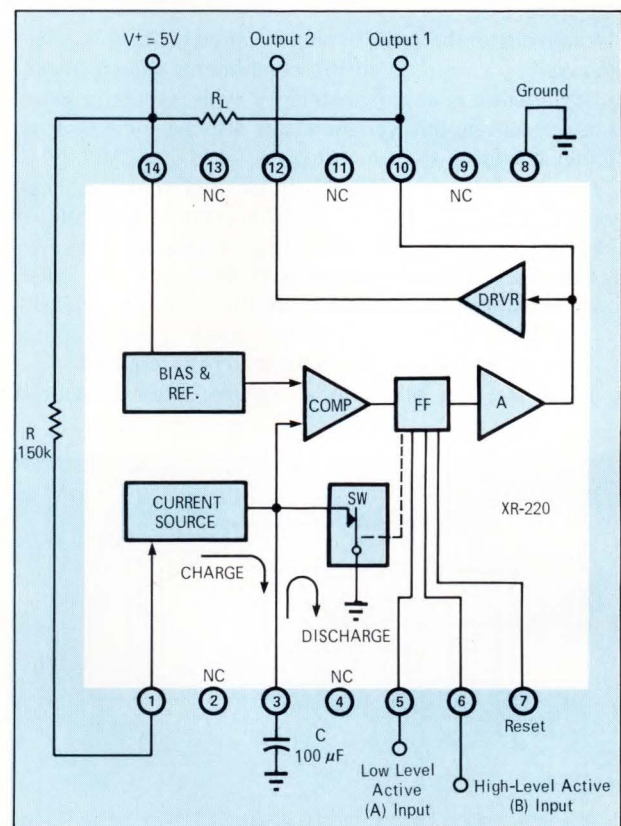 V+ = 5V
Output 2
Output 1
Ground
RL
14
13
12
11
10
9
8
NC
NC
NC
DRVR
BIAS &
REF.
COMP
FF
A
R
150k
CURRENT
SOURCE
SW
XR-220
CHARGE
DISCHARGE
NC
NC
1
2
3
4
5
6
7
Reset
C
100 µF
Low Level
Active
(A) Input
High-Level Active
(B) Input